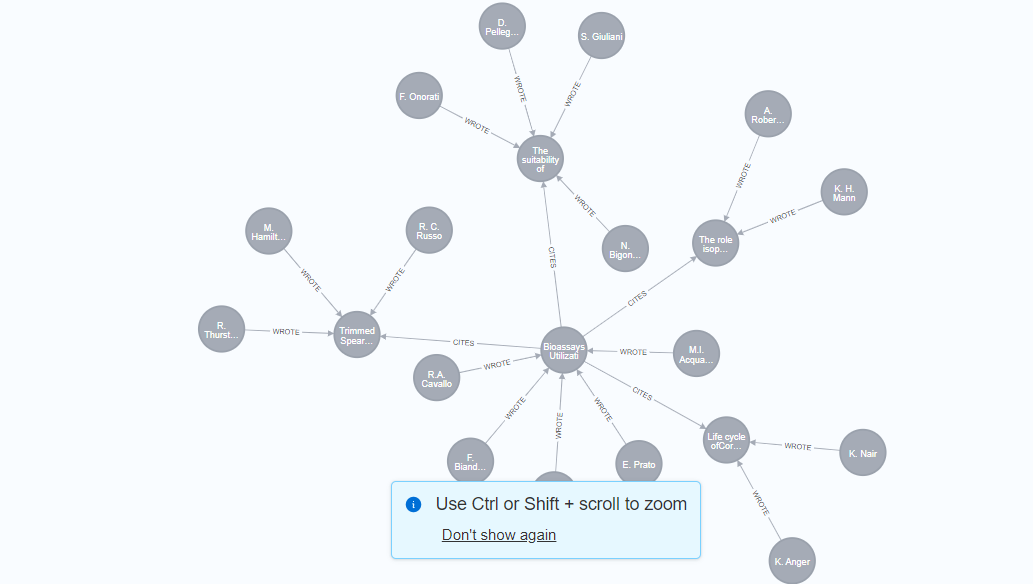 D.
Pelleg...
S. Giuliani
WROTE
WROTE
F. Onorati
WROTE
The
suitability
of
A.
Rober...
WROTE
K. H.
Mann
WROTE
WROTE
M.
Hamilt...
R. C.
Russo
N.
Bigon...
The role
isop...
CITES
WROTE
WROTE
CITES
R.
Thurst...
WROTE
Trimmed
Spear...
CITES
Bioassays
Utilizati
WROTE
M.I.
Acqua...
R.A.
Cavallo
WROTE
CITES
WROTE
WROTE
WROTE
Life cycle
ofCor...
WROTE
K. Nair
F.
Biand...
E. Prato
WROTE
K. Anger
Use Ctrl or Shift + scroll to zoom
Don't show again